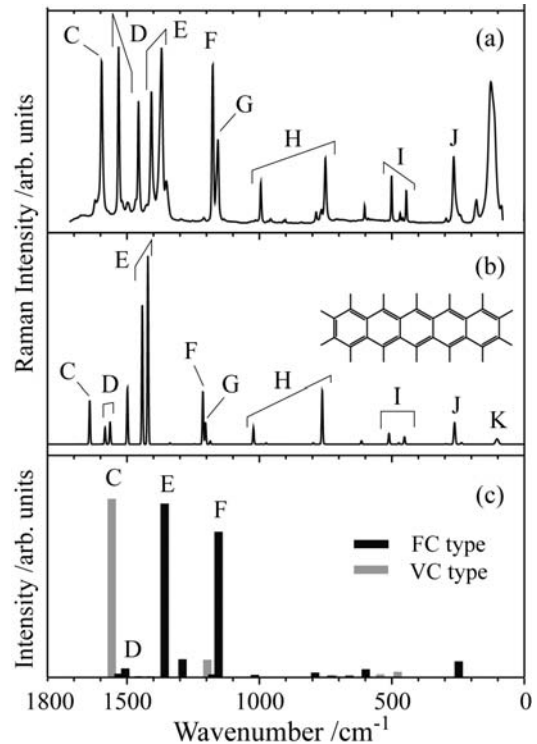 (a)
C
D
E
F
G
H
I
J
Raman Intensity /arb. units
(b)
C
D
E
F
G
H
I
J
K
Intensity /arb. units
(c)
C
D
E
F
FC type
VC type
1800 1500 1000 500 0
Wavenumber /cm-1